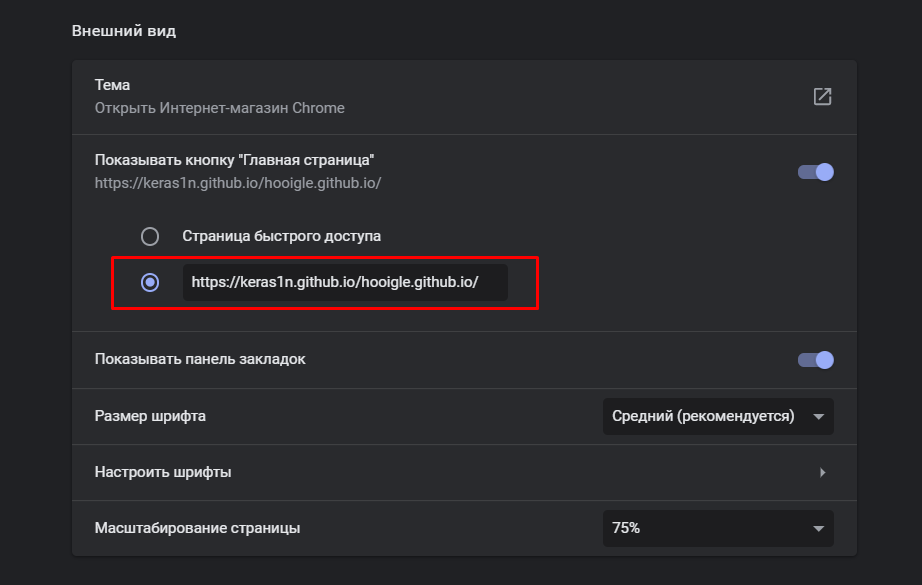 Внешний вид
Тема
Открыть Интернет-магазин Chrome
Показывать кнопку "Главная страница"
https://keras1n.github.io/hooigle.github.io/
Страница быстрого доступа
https://keras1n.github.io/hooigle.github.io/
Показывать панель закладок
Размер шрифта
Средний (рекомендуется)
Настроить шрифты
Масштабирование страницы
75%